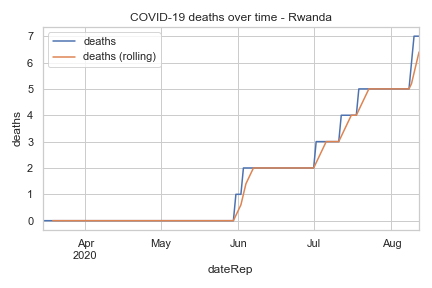 COVID-19 deaths over time - Rwanda
deaths
deaths (rolling)
7
6
5
4
3
2
1
0
deaths
Apr
2020
May
Jun
Jul
Aug
dateRep